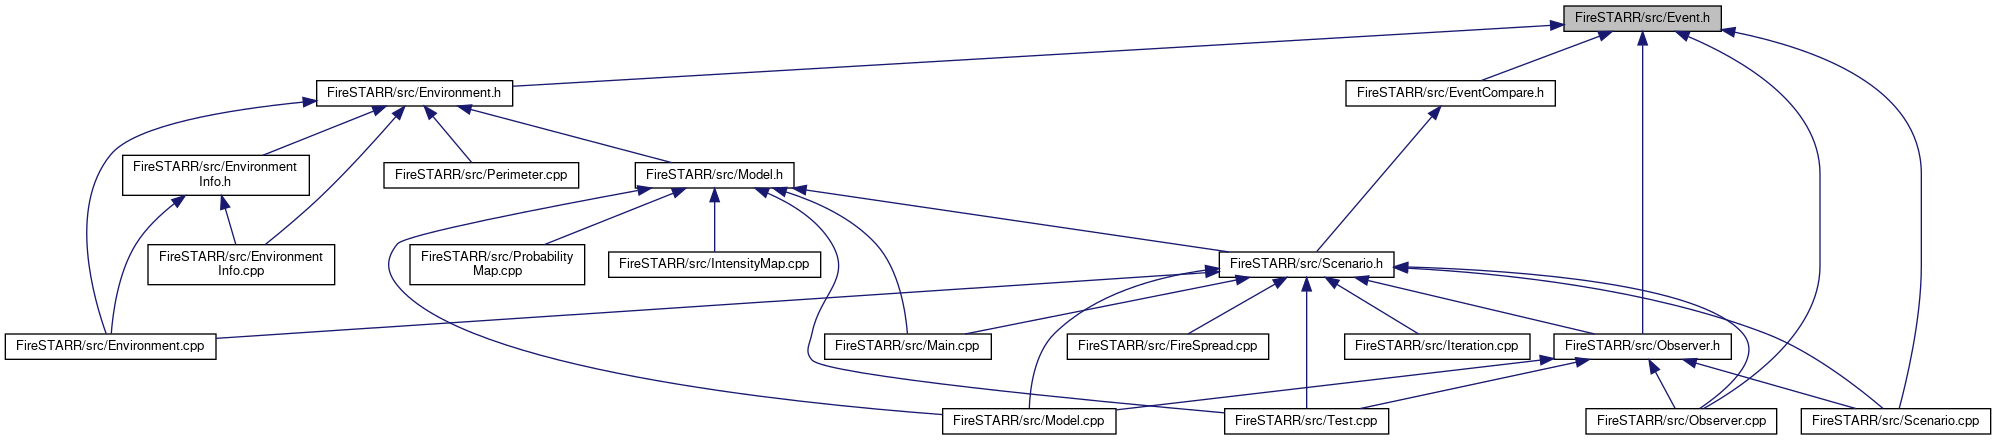 FireSTARR/src/Event.h
FireSTARR/src/Environment.h
FireSTARR/src/EventCompare.h
FireSTARR/src/Environment
Info.h
FireSTARR/src/Perimeter.cpp
FireSTARR/src/Model.h
FireSTARR/src/Environment
Info.cpp
FireSTARR/src/Probability
Map.cpp
FireSTARR/src/IntensityMap.cpp
FireSTARR/src/Scenario.h
FireSTARR/src/Environment.cpp
FireSTARR/src/Main.cpp
FireSTARR/src/FireSpread.cpp
FireSTARR/src/Iteration.cpp
FireSTARR/src/Observer.h
FireSTARR/src/Model.cpp
FireSTARR/src/Test.cpp
FireSTARR/src/Observer.cpp
FireSTARR/src/Scenario.cpp